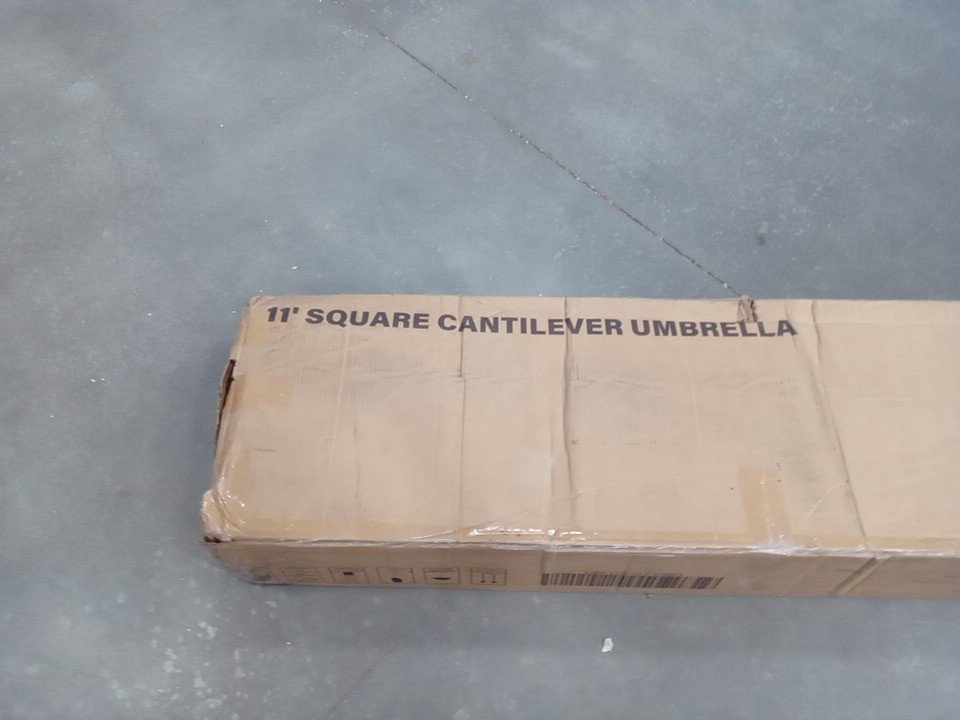 11' SQUARE CANTILEVER UMBRELLA